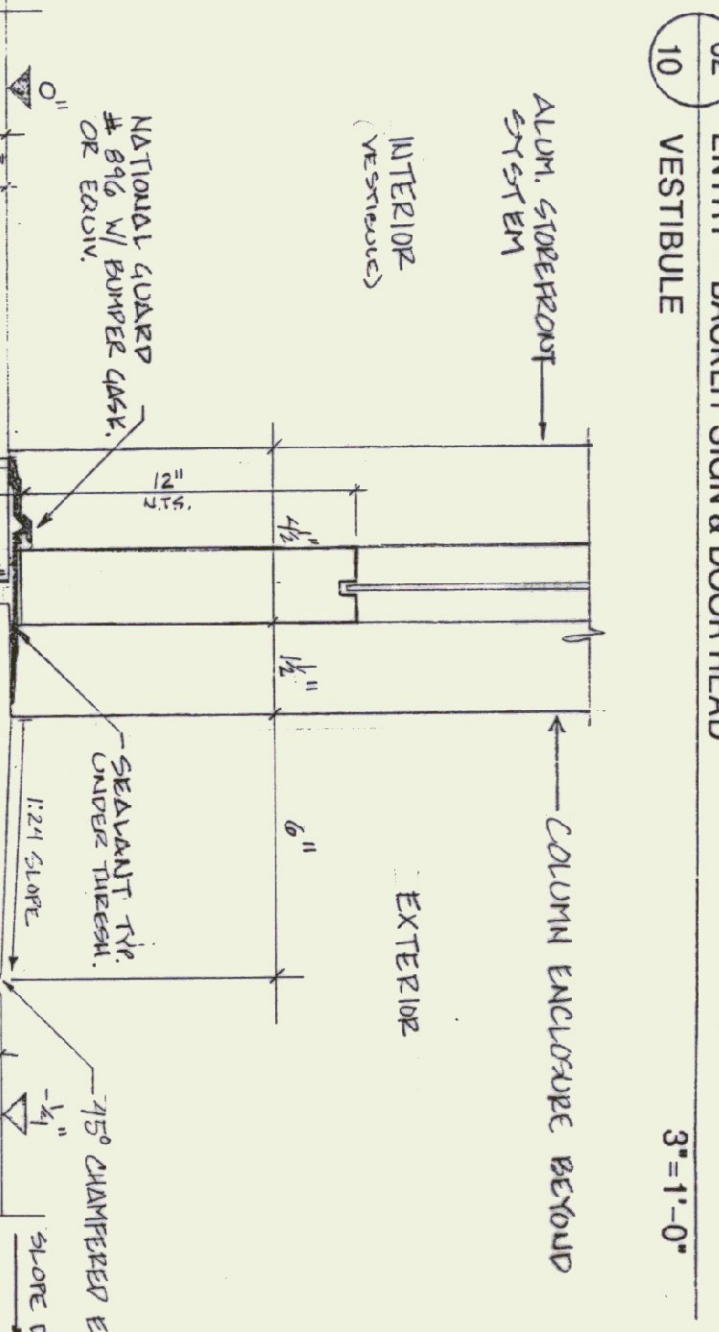 10
VESTIBULE
3"=1'-0"
& DOOR HEAD
ALUM. STOREFRONT
SYSTEM
COLUMN ENCLOSURE BEYOND
INTERIOR
(VESTIBULE)
EXTERIOR
4½"
1½"
6"
12"
N.T.S.
NATIONAL GUARD
# 896 W/ BUMPER GASK.
OR EQUIV.
SEALANT TYP.
UNDER THRESH.
1:24 SLOPE
45° CHAMFERED
0"
-¼"
SLOPE